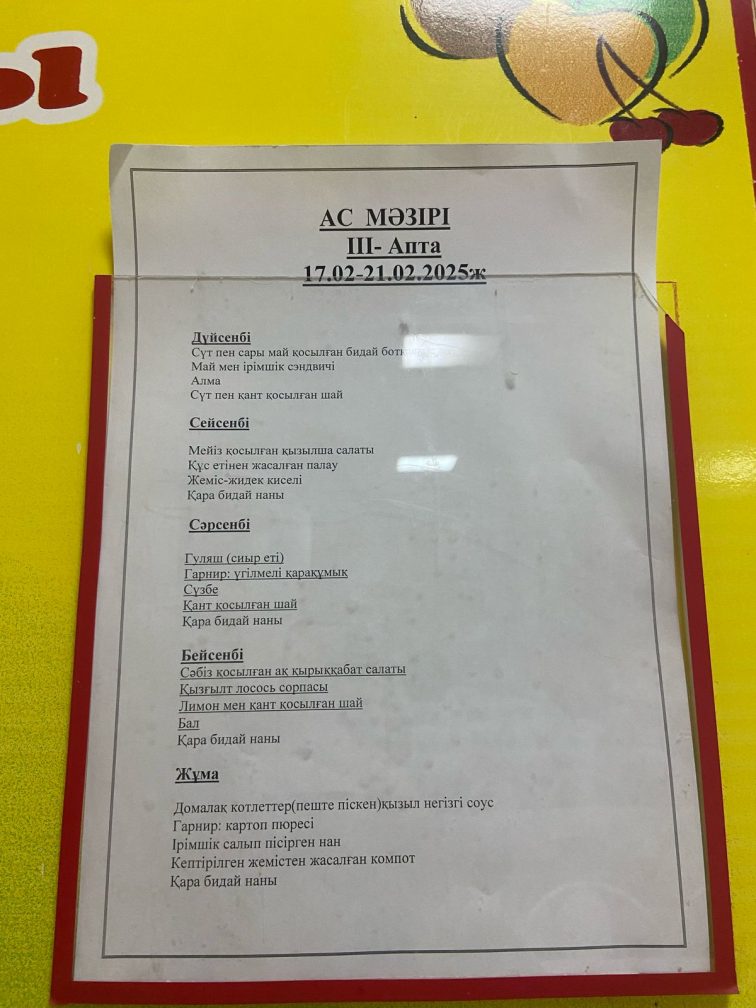 Ы
АС МӘЗІРІ
III- Апта
17.02-21.02.2025ж
Дүйсенбі
Сүт пен сары май қосылған бидай
Май мен ірімшік сэндвичі
Алма
Сүт пен қант қосылған шай
Сейсенбі
Мейіз қосылған қызылша салаты
Құс етінен жасалған палау
Жеміс-жидек киселі
Қара бидай наны
Сәрсенбі
Гуляш (сиыр еті)
Гарнир: үгілмелі қарақұмық
Сүзбе
Қант қосылған шай
Қара бидай наны
Бейсенбі
Сәбіз қосылған ақ қырыққабат салаты
Қызғылт лосось сорпасы
Лимон мен қант қосылған шай
Бал
Қара бидай наны
Жұма
Домалақ котлеттер(пеште піскен)қызыл негізгі соус
Гарнир: картоп пюресі
Ірімшік салып пісірген нан
Кептірілген жемістен жасалған компот
Қара бидай наны